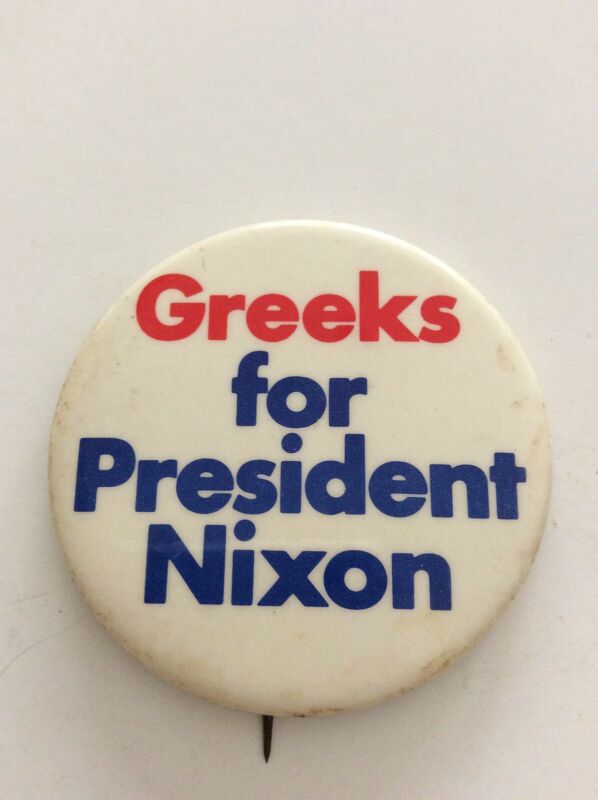 Greeks
for
President
Nixon